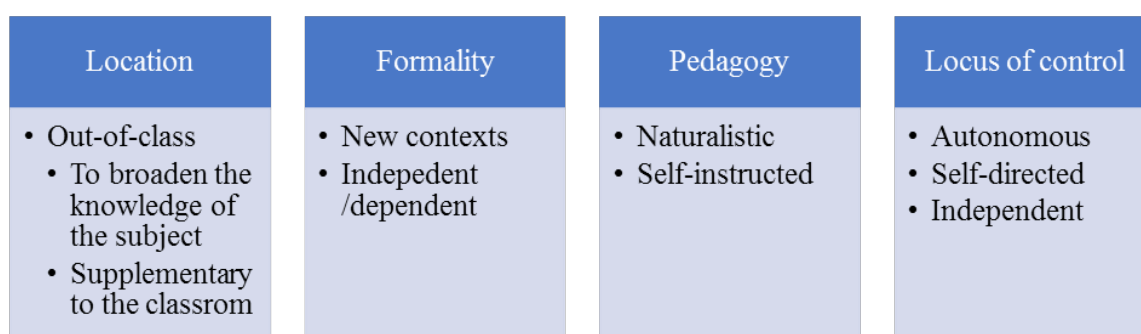 Location
• Out-of-class
• To broaden the
knowledge of
the subject
• Supplementary
to the classrom
Formality
• New contexts
• Indepedent
/dependent
Pedagogy
• Naturalistic
• Self-instructed
Locus of control
• Autonomous
• Self-directed
• Independent